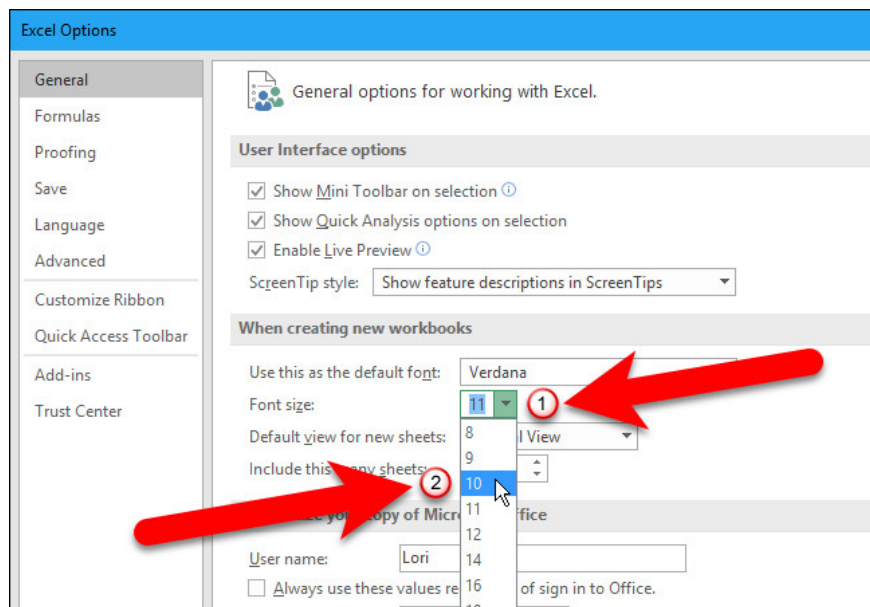 Excel Options
General
Formulas
Proofing
Save
Language
Advanced
Customize Ribbon
Quick Access Toolbar
Add-ins
Trust Center
General options for working with Excel.
User Interface options
Show Mini Toolbar on selection
Show Quick Analysis options on selection
Enable Live Preview
ScreenTip style: Show feature descriptions in ScreenTips
When creating new workbooks
Use this as the default font: Verdana
Font size: 11 1
Default view for new sheets: View
Include this many sheets:
8
9
2 10
11
12
14
16
your copy of
User name: Lori
Always use these values of sign in to Office.